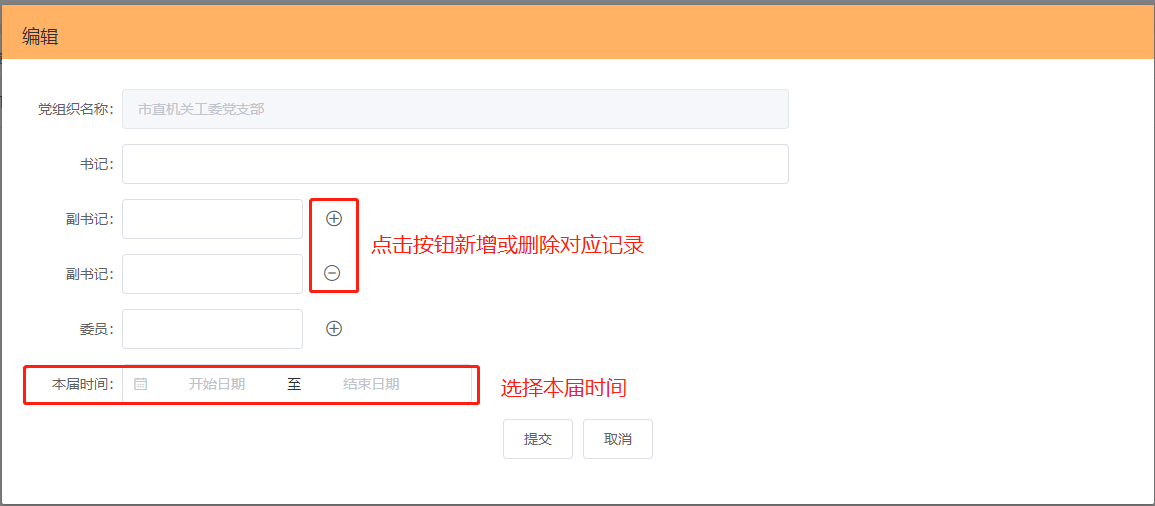 编辑
党组织名称： 市直机关工委党支部
书记：
副书记：
点击按钮新增或删除对应记录
副书记：
委员：
本届时间： 开始日期 至 结束日期
选择本届时间
提交 取消